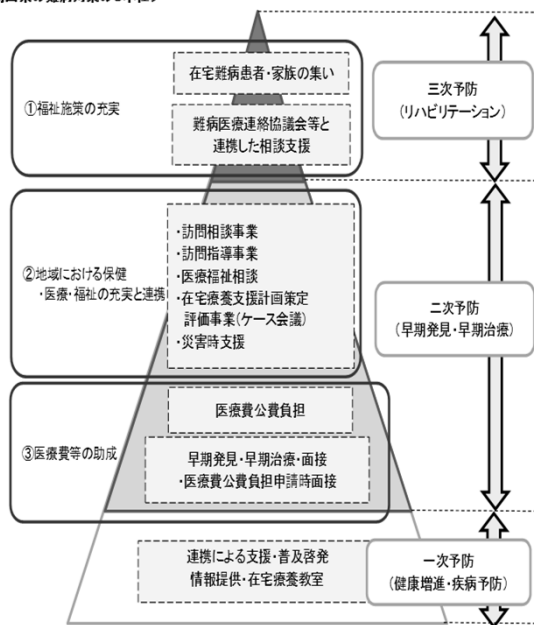 在宅難病患者・家族の集い
①福祉施策の充実
難病医療連絡協議会等と
連携した相談支援
三次予防
(リハビリテーション)
・訪問相談事業
・訪問指導事業
・医療福祉相談
・在宅療養支援計画策定
評価事業(ケース会議)
・災害時支援
②地域における保健
・医療・福祉の充実と連携
二次予防
(早期発見・早期治療)
医療費公費負担
③医療費等の助成
早期発見・早期治療・面接
・医療費公費負担申請時面接
連携による支援・普及啓発
情報提供・在宅療養教室
一次予防
(健康増進・疾病予防)